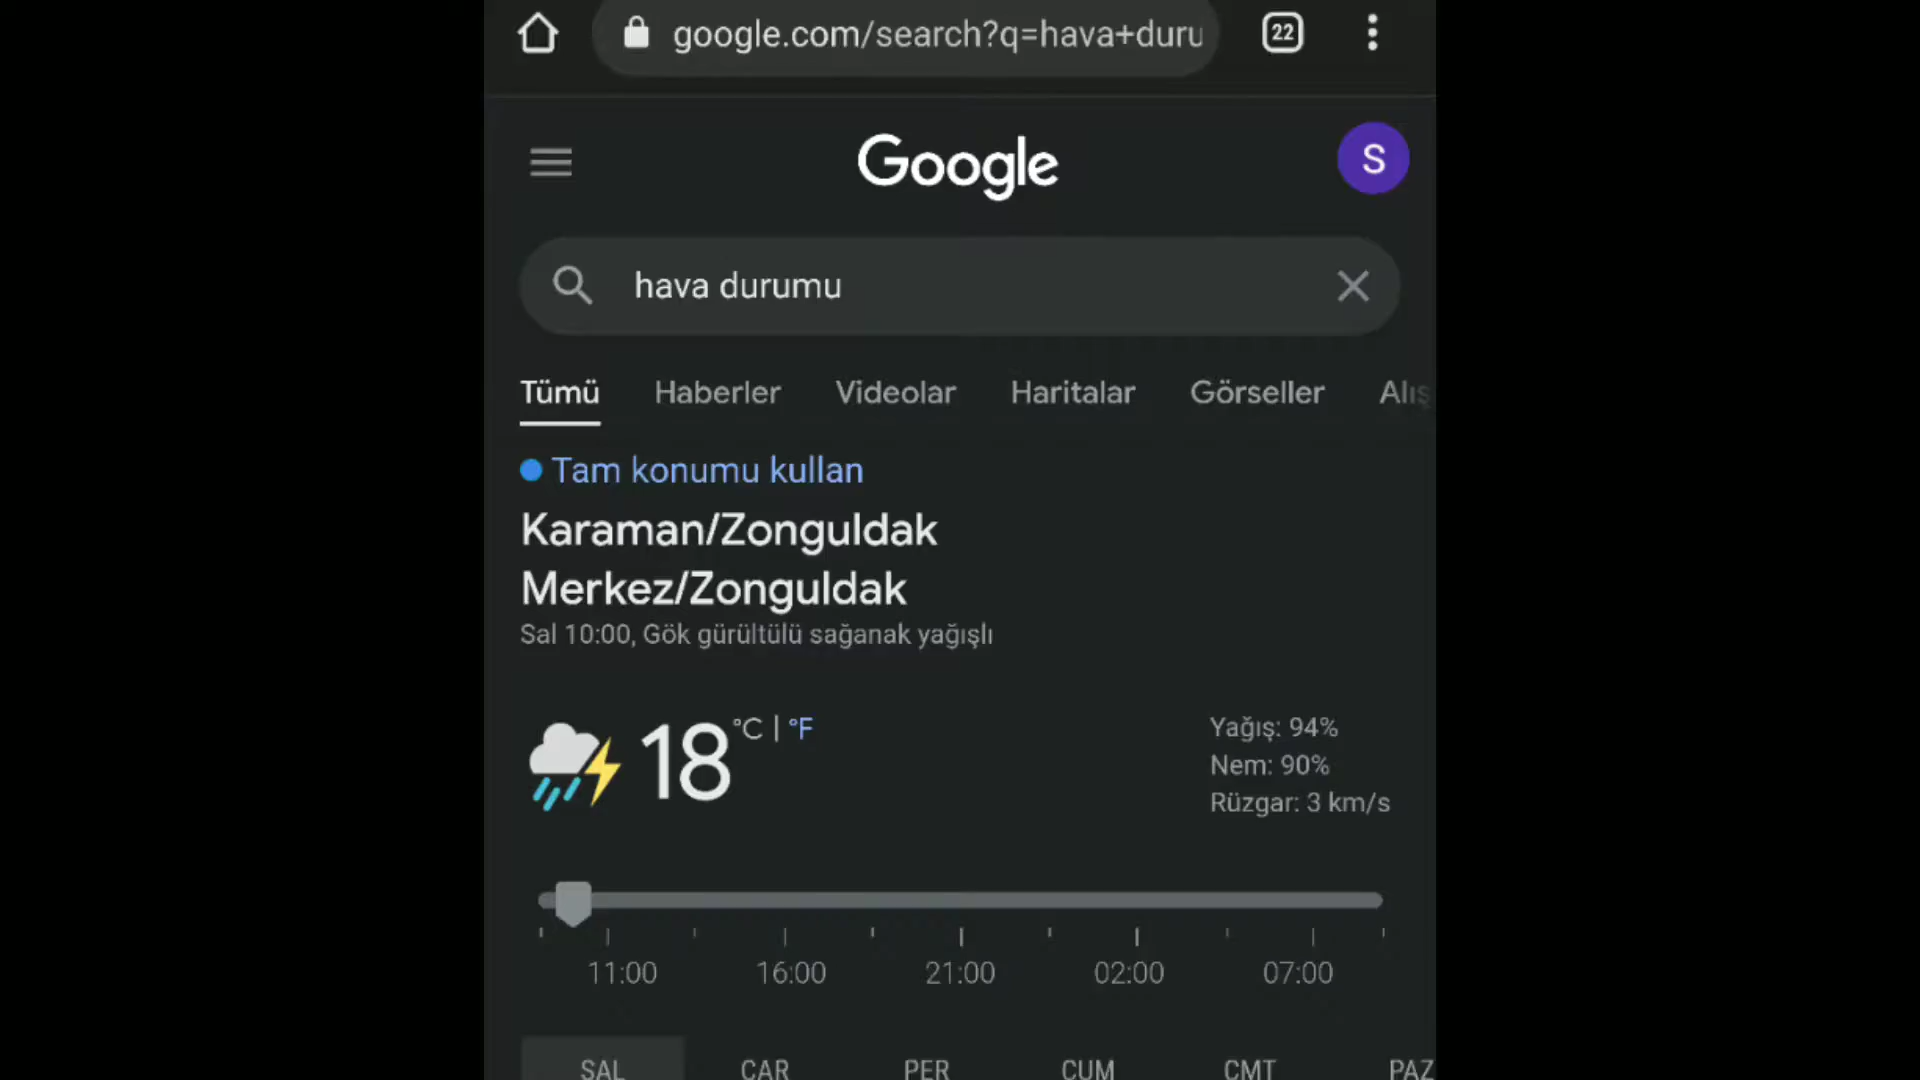 google.com/search?q=hava+duru
22
Google
S
hava durumu
Tümü Haberler Videolar Haritalar Görseller Alış
Tam konumu kullan
Karaman/Zonguldak
Merkez/Zonguldak
Sal 10:00, Gök gürültülü sağanak yağışlı
18 °C | °F
Yağış: 94%
Nem: 90%
Rüzgar: 3 km/s
11:00 16:00 21:00 02:00 07:00
SAL ÇAR PER CUM CMT PAZ